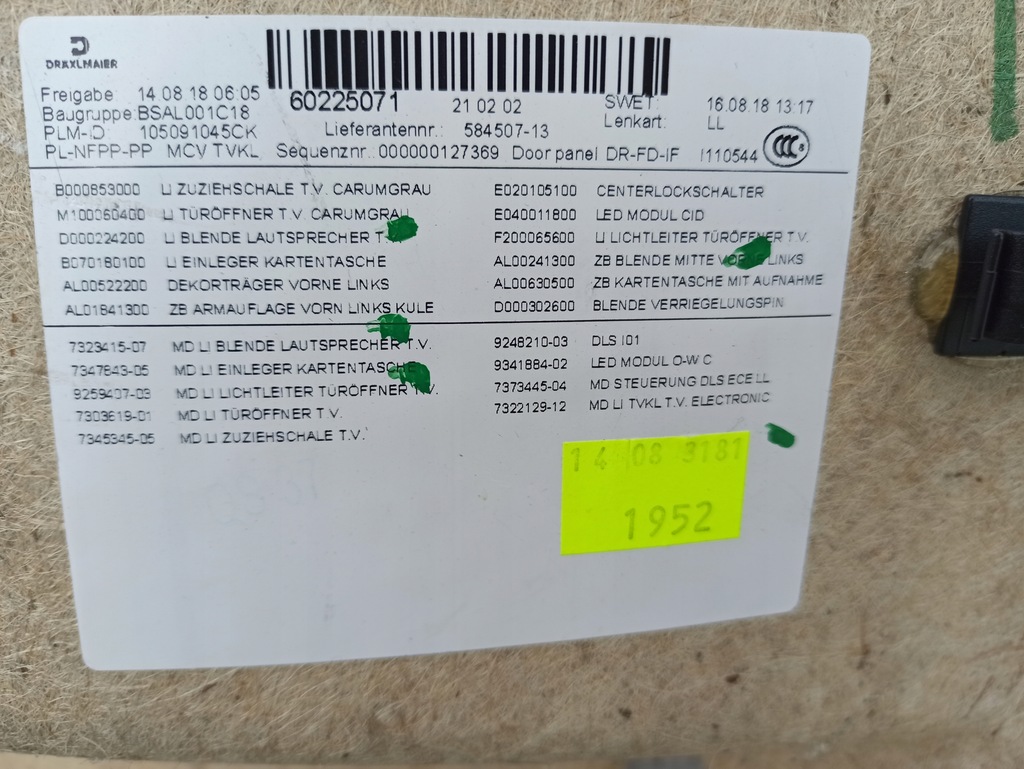 DRÄXLMAIER
Freigabe: 14 08 18 06:05
60225071
21 02 02
SWET: 16.08.18 13:17
Baugruppe: BSAL001C18
Lenkart: LL
PLM-ID: 105091045CK
Lieferantennr.: 584507-13
PL-NFPP-PP MCV TVKL Sequenznr.: 000000127369 Door panel DR-FD-IF I110544
B000853000 LI ZUZIEHSCHALE T.V. CARUMGRAU
M100060400 LI TÜRÖFFNER T.V. CARUMGRAU
D000224200 LI BLENDE LAUTSPRECHER
B070180100 LI EINLEGER KARTENTASCHE
AL00522200 DEKORTRÄGER VORNE LINKS
AL01841300 ZB ARMAUFLAGE VORN LINKS KULE
E020105100 CENTERLOCKSCHALTER
E040011800 LED MODUL CID
F200065600 LI LICHTLEITER TÜRÖFFNER T.V.
AL00241300 ZB BLENDE MITTE VORNE LINKS
AL00630500 ZB KARTENTASCHE MIT AUFNAHME
D000302600 BLENDE VERRIEGELUNGSPIN
7323415-07 MD LI BLENDE LAUTSPRECHER T.V.
7347643-05 MD LI EINLEGER KARTENTASCHE
9259407-03 MD LI LICHTLEITER TÜRÖFFNER T.V.
7303619-01 MD LI TÜRÖFFNER T.V.
7345345-05 MD LI ZUZIEHSCHALE T.V.
9248210-03 DLS I01
9341884-02 LED MODUL O-W C
7373445-04 MD STEUERUNG DLS ECE LL
7322129-12 MD LI TVKL T.V. ELECTRONIC
14 08 3181
1952